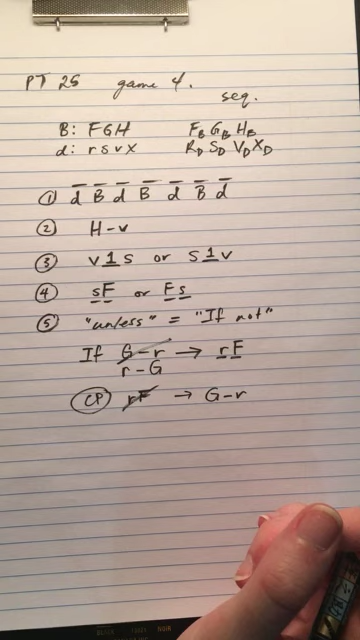 PT 25 game 4.
seq.
B: FGH FB GB HB
d: rsvx RD SD VD XD
① d B d B d B d
② H-v
③ v1s or s1v
④ sF or Fs
⑤ "unless" = "If not"
If G-r → rF
r-G
CP rF → G-r